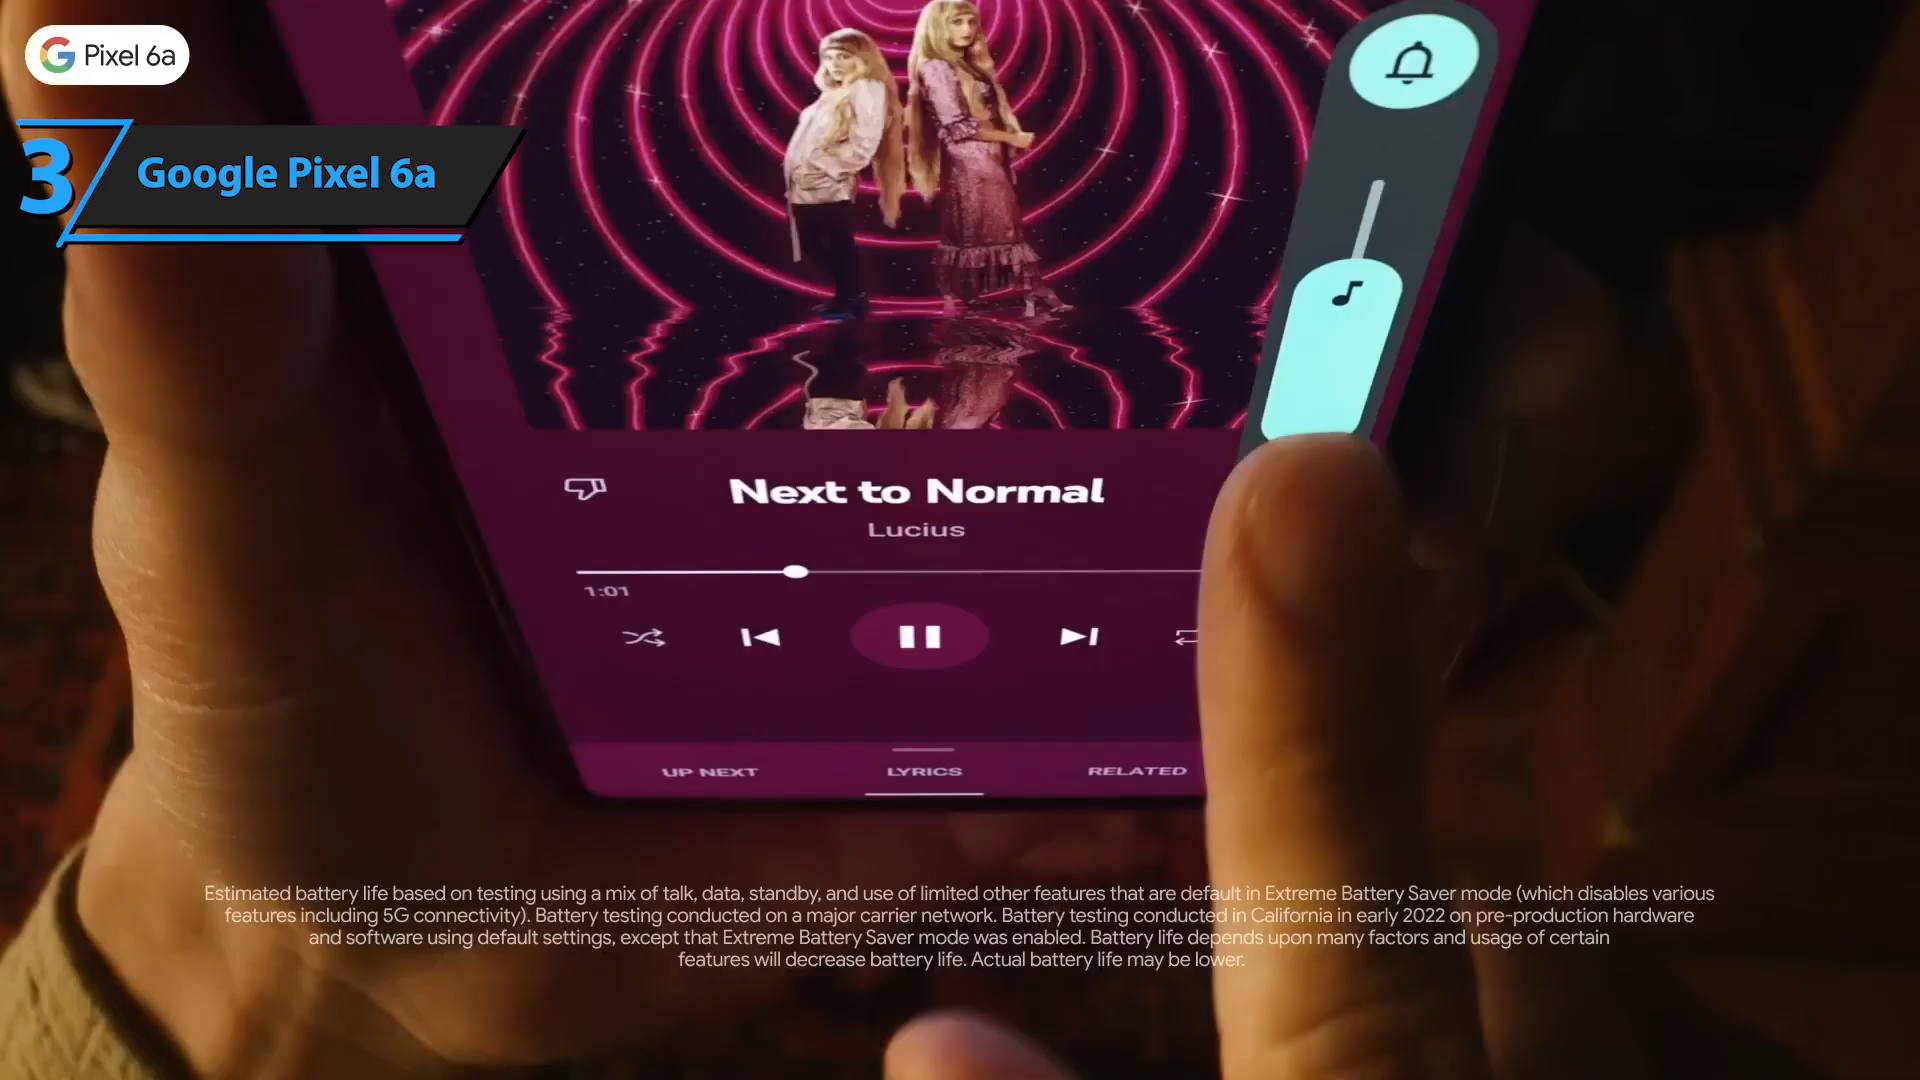 G Pixel 6a
3 Google Pixel 6a
Next to Normal
Lucius
1:01
UP NEXT LYRICS RELATED
Estimated battery life based on testing using a mix of talk, data, standby, and use of limited other features that are default in Extreme Battery Saver mode (which disables various
features including 5G connectivity). Battery testing conducted on a major carrier network. Battery testing conducted in California in early 2022 on pre-production hardware
and software using default settings, except that Extreme Battery Saver mode was enabled. Battery life depends upon many factors and usage of certain
features will decrease battery life. Actual battery life may be lower.